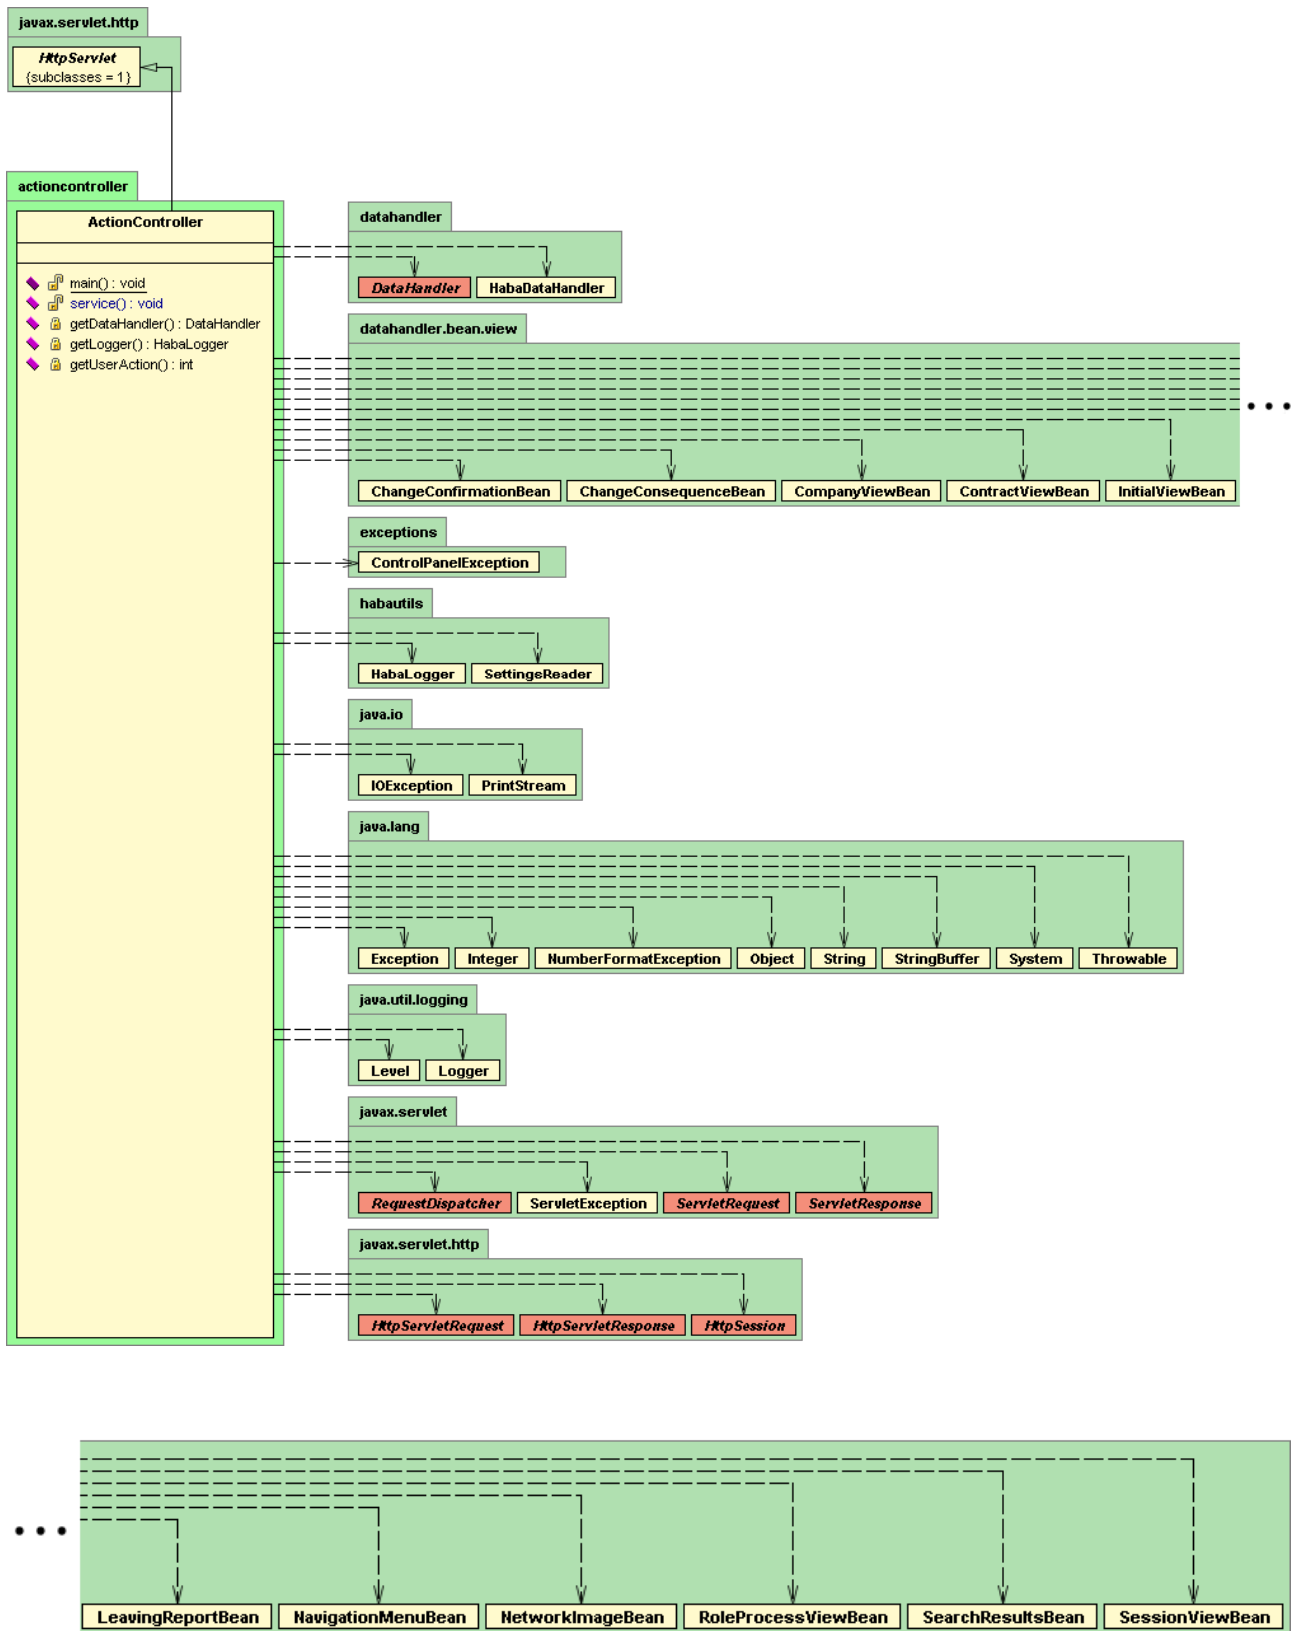 javax.servlet.http
HttpServlet
{subclasses = 1}
actioncontroller
ActionController
main() : void
service() : void
getDataHandler() : DataHandler
getLogger() : HabaLogger
getUserAction() : int
datahandler
DataHandler HabaDataHandler
datahandler.bean.view
• • •
ChangeConfirmationBean ChangeConsequenceBean CompanyViewBean ContractViewBean InitialViewBean
exceptions
ControlPanelException
habautils
HabaLogger SettingsReader
java.io
IOException PrintStream
java.lang
Exception Integer NumberFormatException Object String StringBuffer System Throwable
java.util.logging
Level Logger
javax.servlet
RequestDispatcher ServletException ServletRequest ServletResponse
javax.servlet.http
HttpServletRequest HttpServletResponse HttpSession
• • •
LeavingReportBean NavigationMenuBean NetworkImageBean RoleProcessViewBean SearchResultsBean SessionViewBean